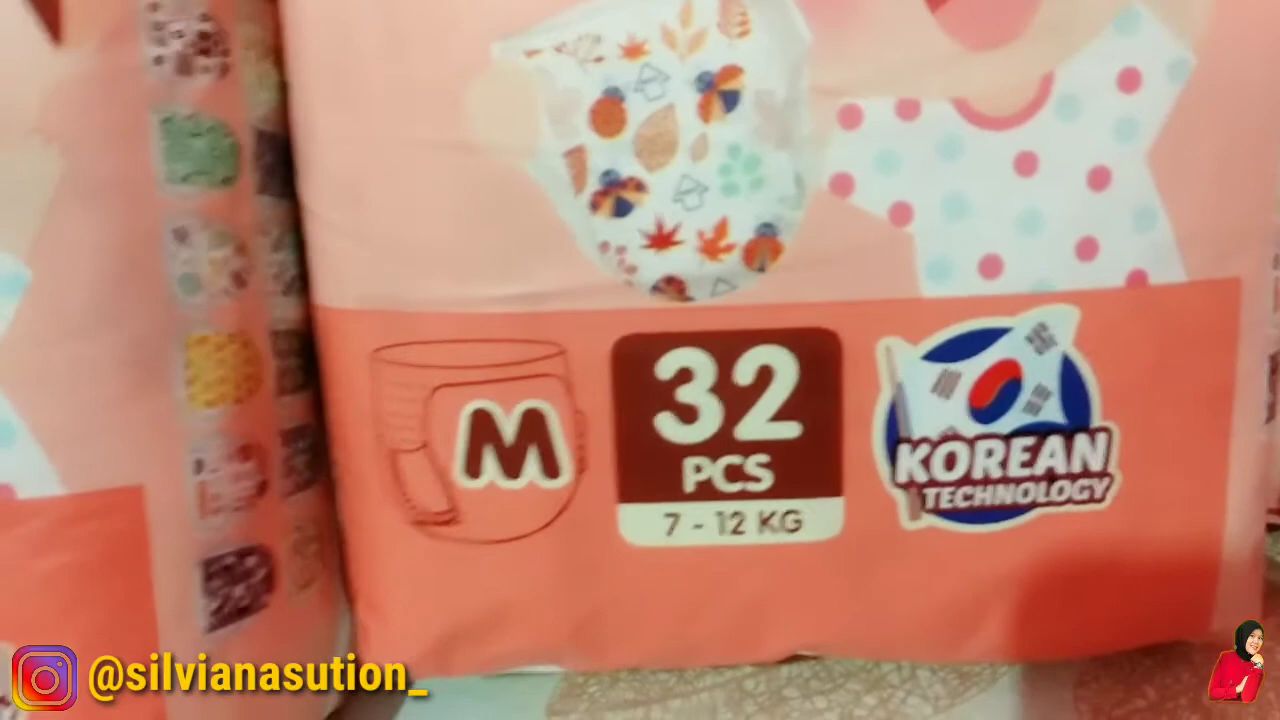 M
32
PCS
7 - 12 KG
KOREAN
TECHNOLOGY
@silvianasution_